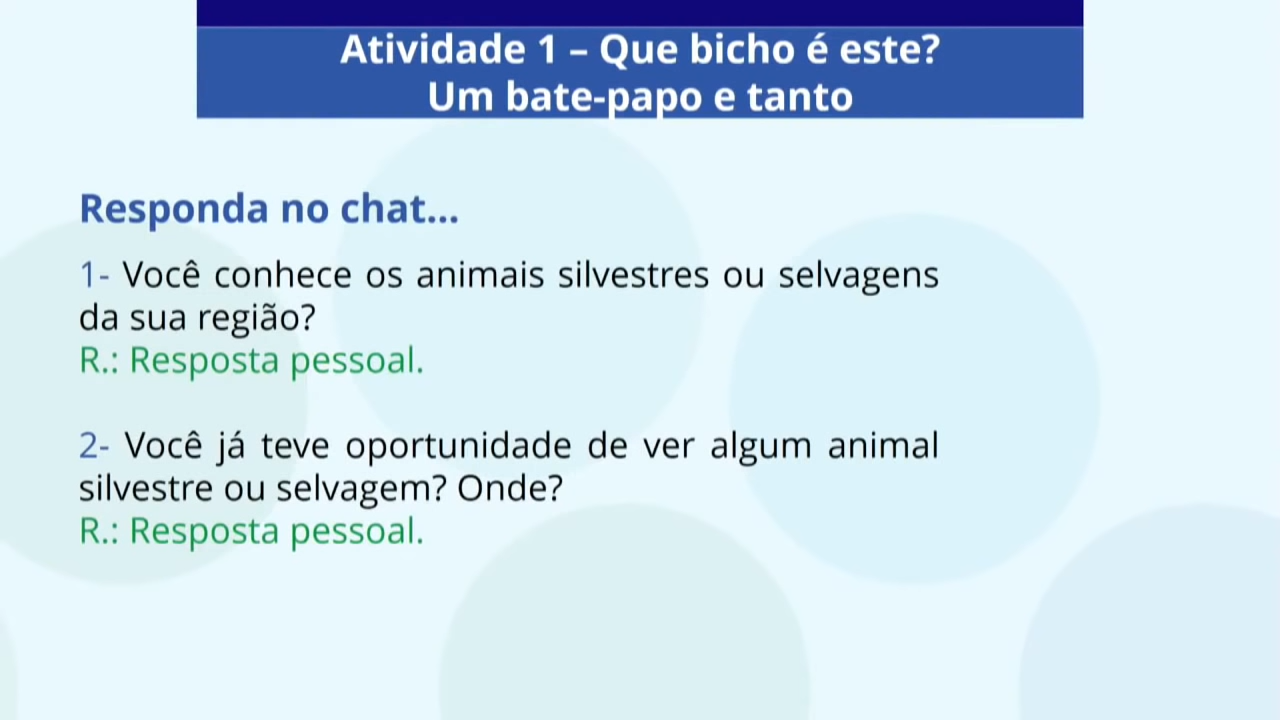 Atividade 1 – Que bicho é este?
Um bate-papo e tanto
Responda no chat...
1- Você conhece os animais silvestres ou selvagens
da sua região?
R.: Resposta pessoal.
2- Você já teve oportunidade de ver algum animal
silvestre ou selvagem? Onde?
R.: Resposta pessoal.